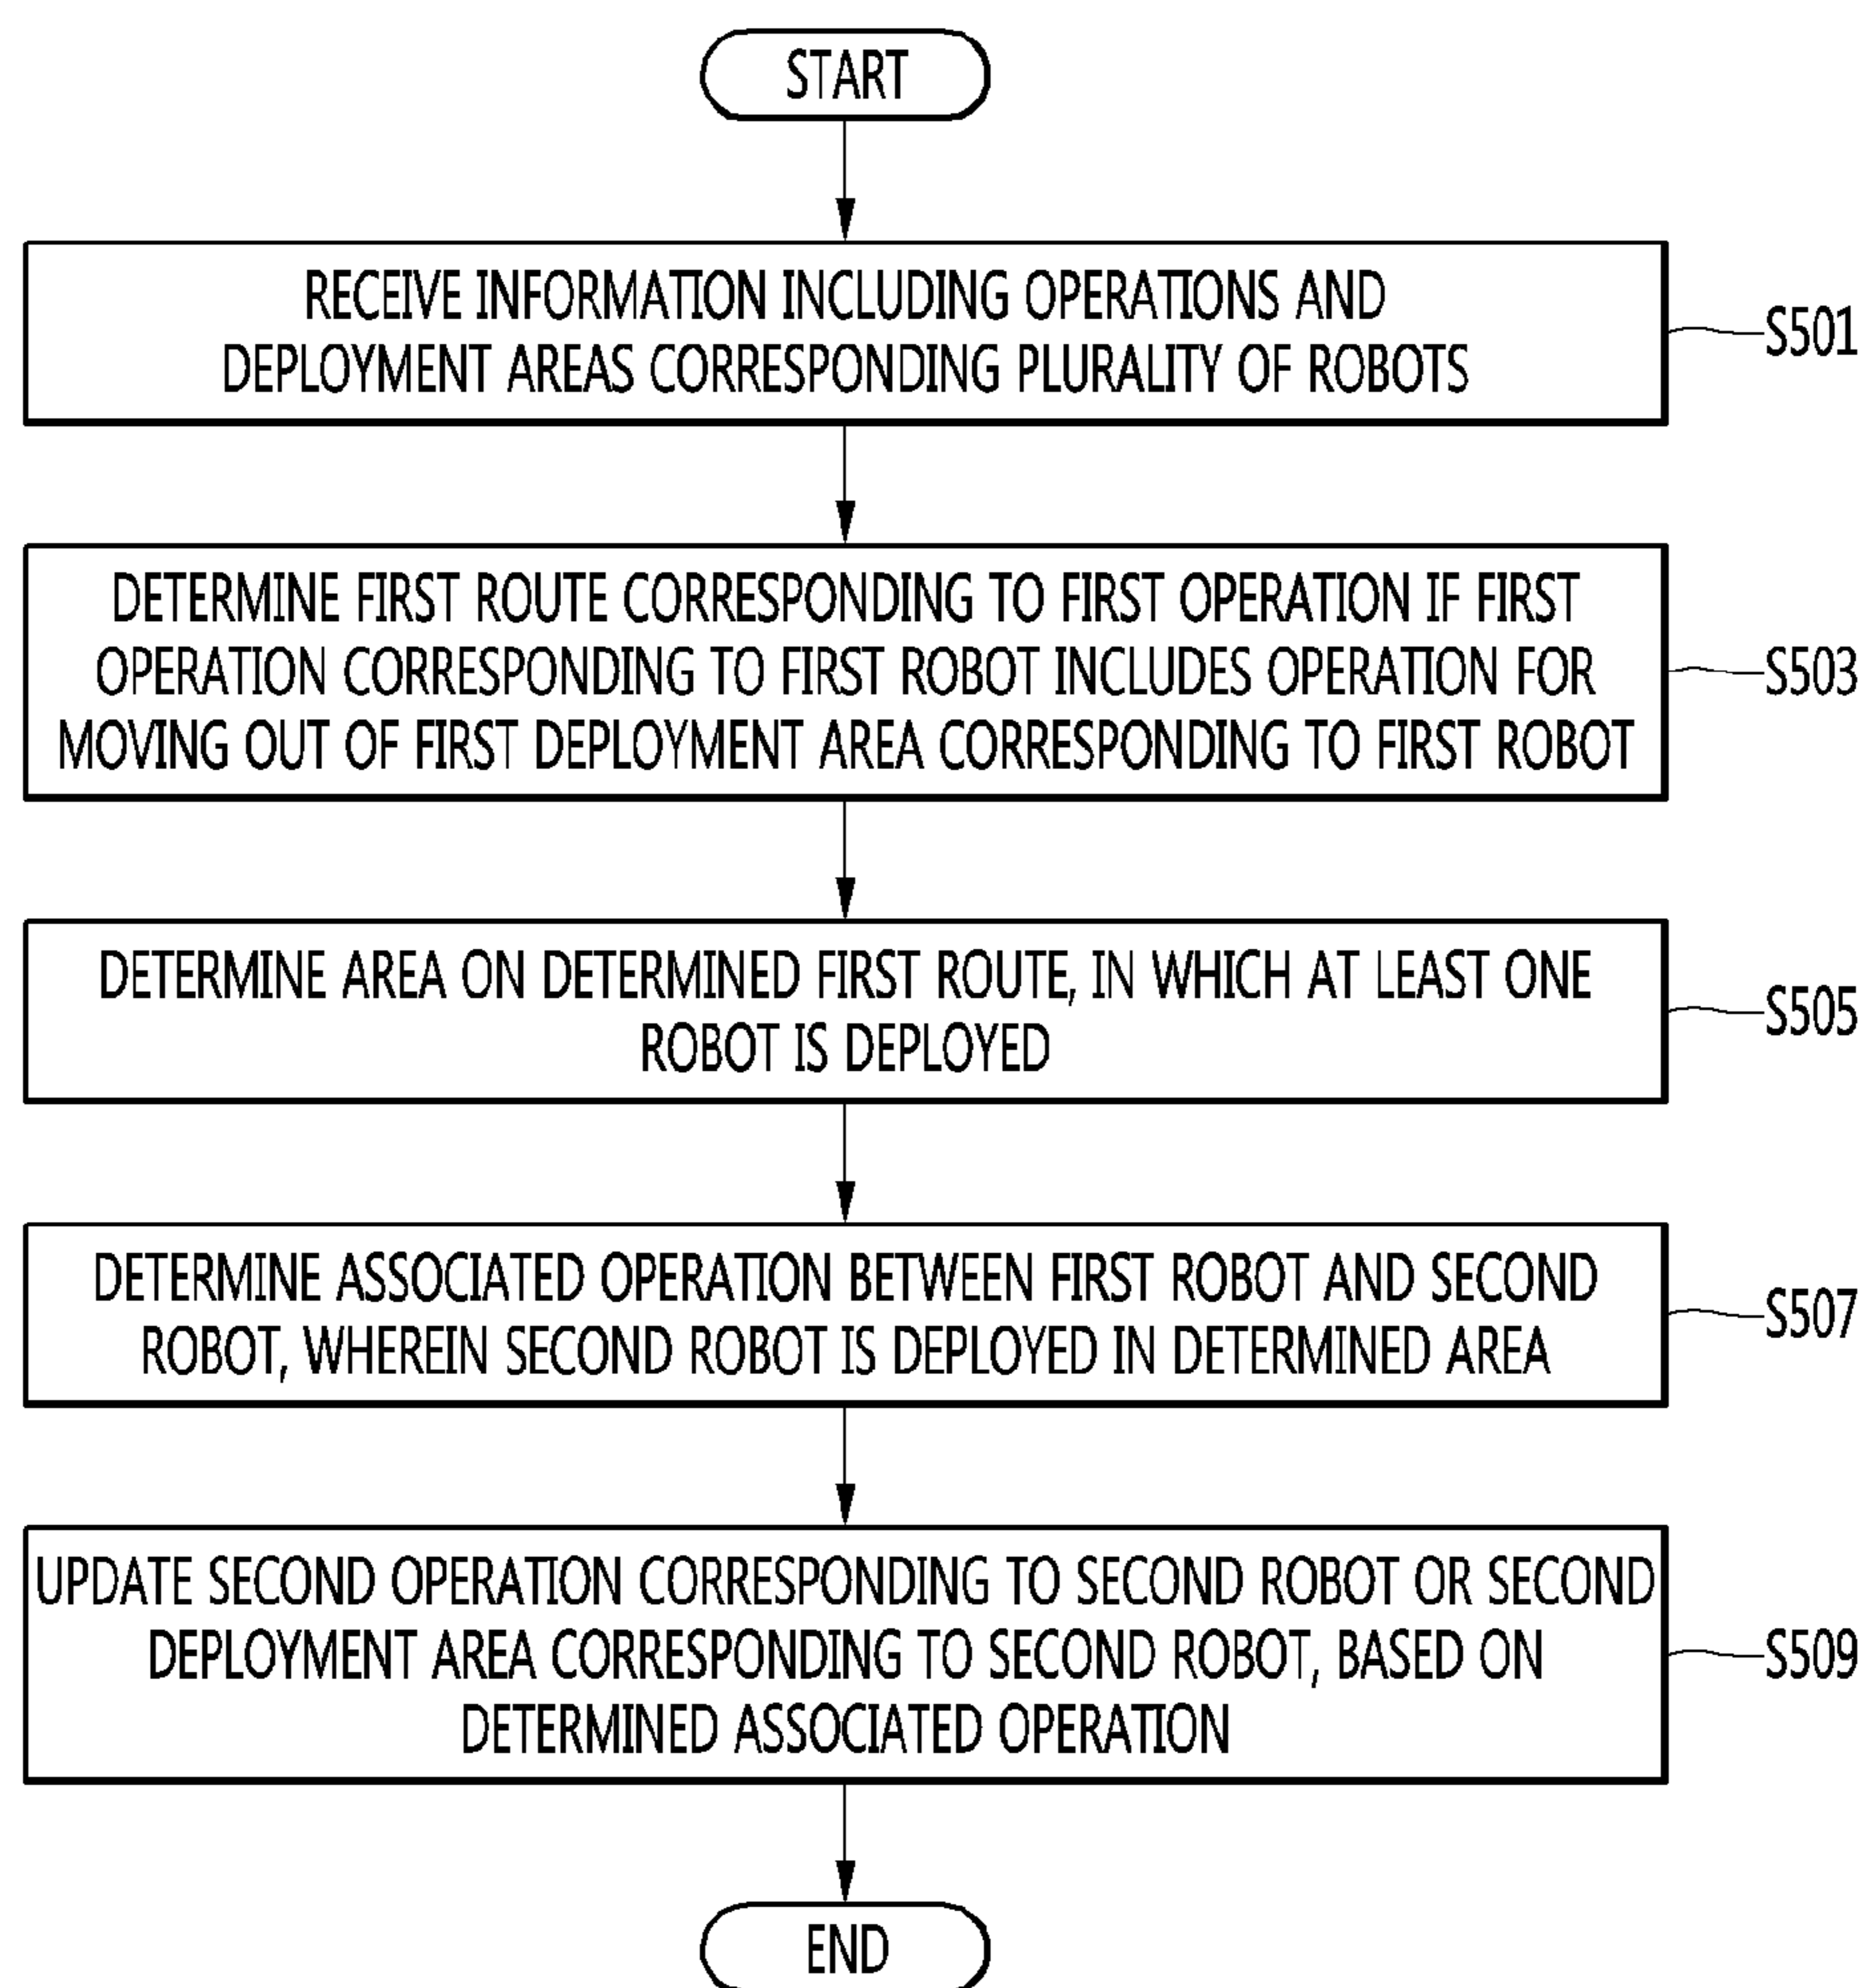 START
RECEIVE INFORMATION INCLUDING OPERATIONS AND
DEPLOYMENT AREAS CORRESPONDING PLURALITY OF ROBOTS
S501
DETERMINE FIRST ROUTE CORRESPONDING TO FIRST OPERATION IF FIRST
OPERATION CORRESPONDING TO FIRST ROBOT INCLUDES OPERATION FOR
MOVING OUT OF FIRST DEPLOYMENT AREA CORRESPONDING TO FIRST ROBOT
S503
DETERMINE AREA ON DETERMINED FIRST ROUTE, IN WHICH AT LEAST ONE
ROBOT IS DEPLOYED
S505
DETERMINE ASSOCIATED OPERATION BETWEEN FIRST ROBOT AND SECOND
ROBOT, WHEREIN SECOND ROBOT IS DEPLOYED IN DETERMINED AREA
S507
UPDATE SECOND OPERATION CORRESPONDING TO SECOND ROBOT OR SECOND
DEPLOYMENT AREA CORRESPONDING TO SECOND ROBOT, BASED ON
DETERMINED ASSOCIATED OPERATION
S509
END